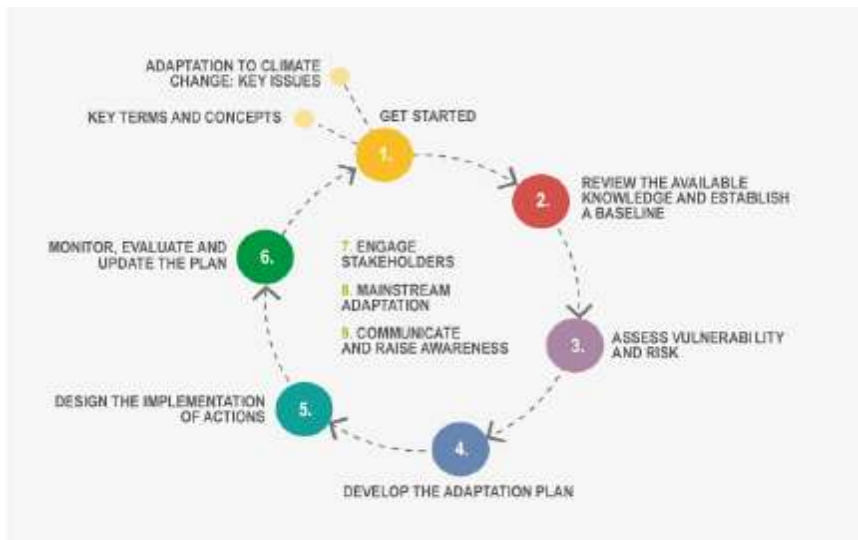 ADAPTATION TO CLIMATE
CHANGE: KEY ISSUES
KEY TERMS AND CONCEPTS
GET STARTED
1.
2.
REVIEW THE AVAILABLE
KNOWLEDGE AND ESTABLISH
A BASELINE
MONITOR, EVALUATE AND
UPDATE THE PLAN
6.
7. ENGAGE
STAKEHOLDERS
8. MAINSTREAM
ADAPTATION
9. COMMUNICATE
AND RAISE AWARENESS
3.
ASSESS VULNERABILITY
AND RISK
DESIGN THE IMPLEMENTATION
OF ACTIONS
5.
4.
DEVELOP THE ADAPTATION PLAN